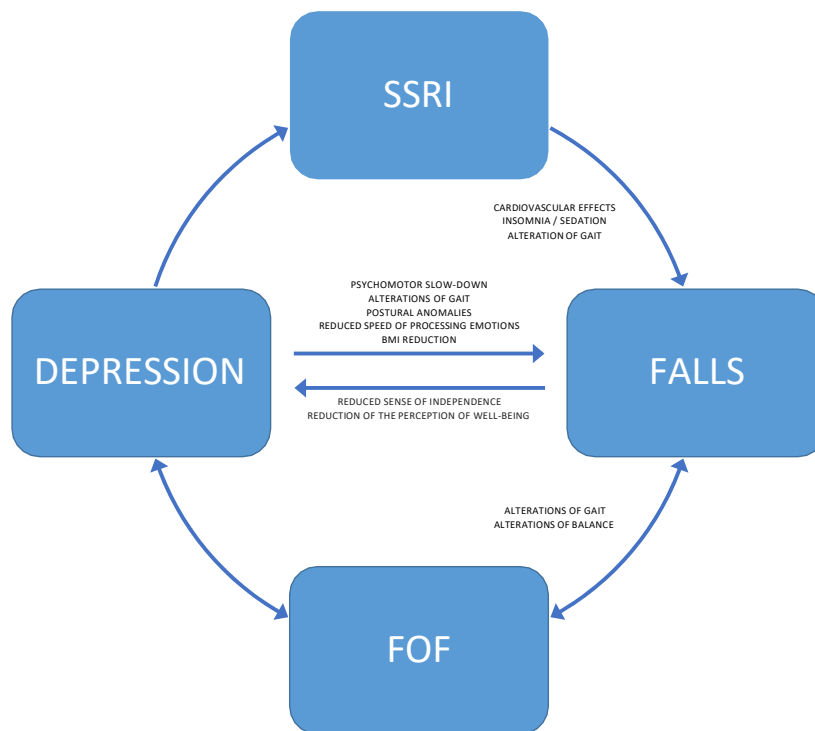 SSRI
CARDIOVASCULAR EFFECTS
INSOMNIA / SEDATION
ALTERATION OF GAIT
PSYCHOMOTOR SLOW-DOWN
ALTERATIONS OF GAIT
POSTURAL ANOMALIES
REDUCED SPEED OF PROCESSING EMOTIONS
BMI REDUCTION
DEPRESSION
FALLS
REDUCED SENSE OF INDEPENDENCE
REDUCTION OF THE PERCEPTION OF WELL-BEING
ALTERATIONS OF GAIT
ALTERATIONS OF BALANCE
FOF